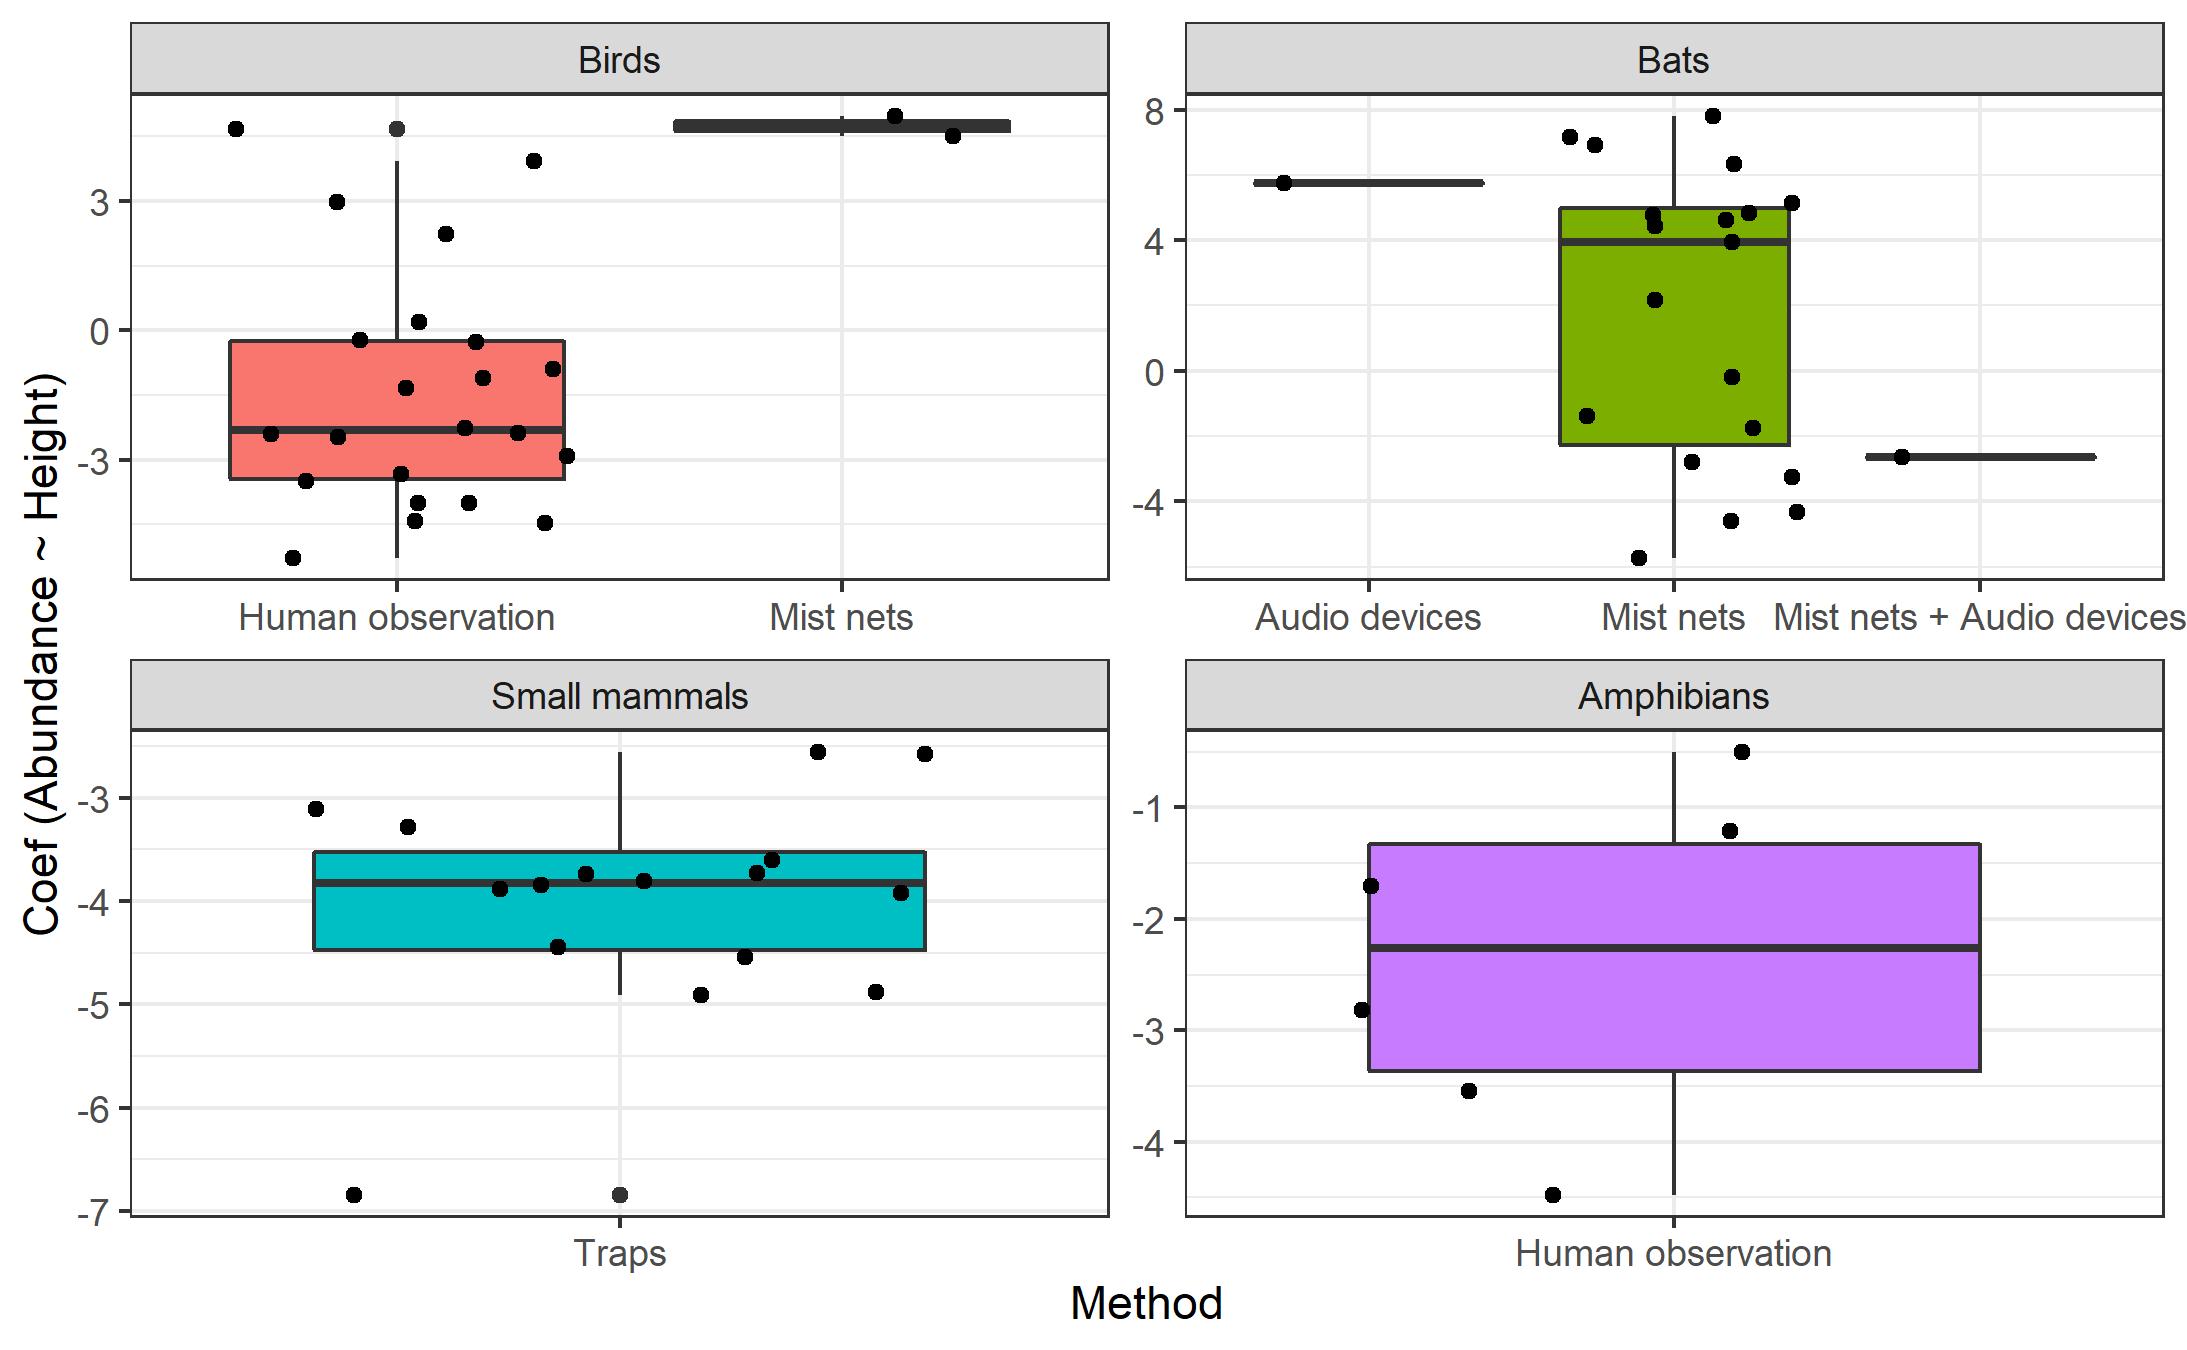 Birds
Bats
3
0
-3
8
4
0
-4
Human observation
Mist nets
Audio devices
Mist nets
Mist nets + Audio devices
Coef (Abundance ~ Height)
Small mammals
Amphibians
-3
-4
-5
-6
-7
-1
-2
-3
-4
Traps
Human observation
Method